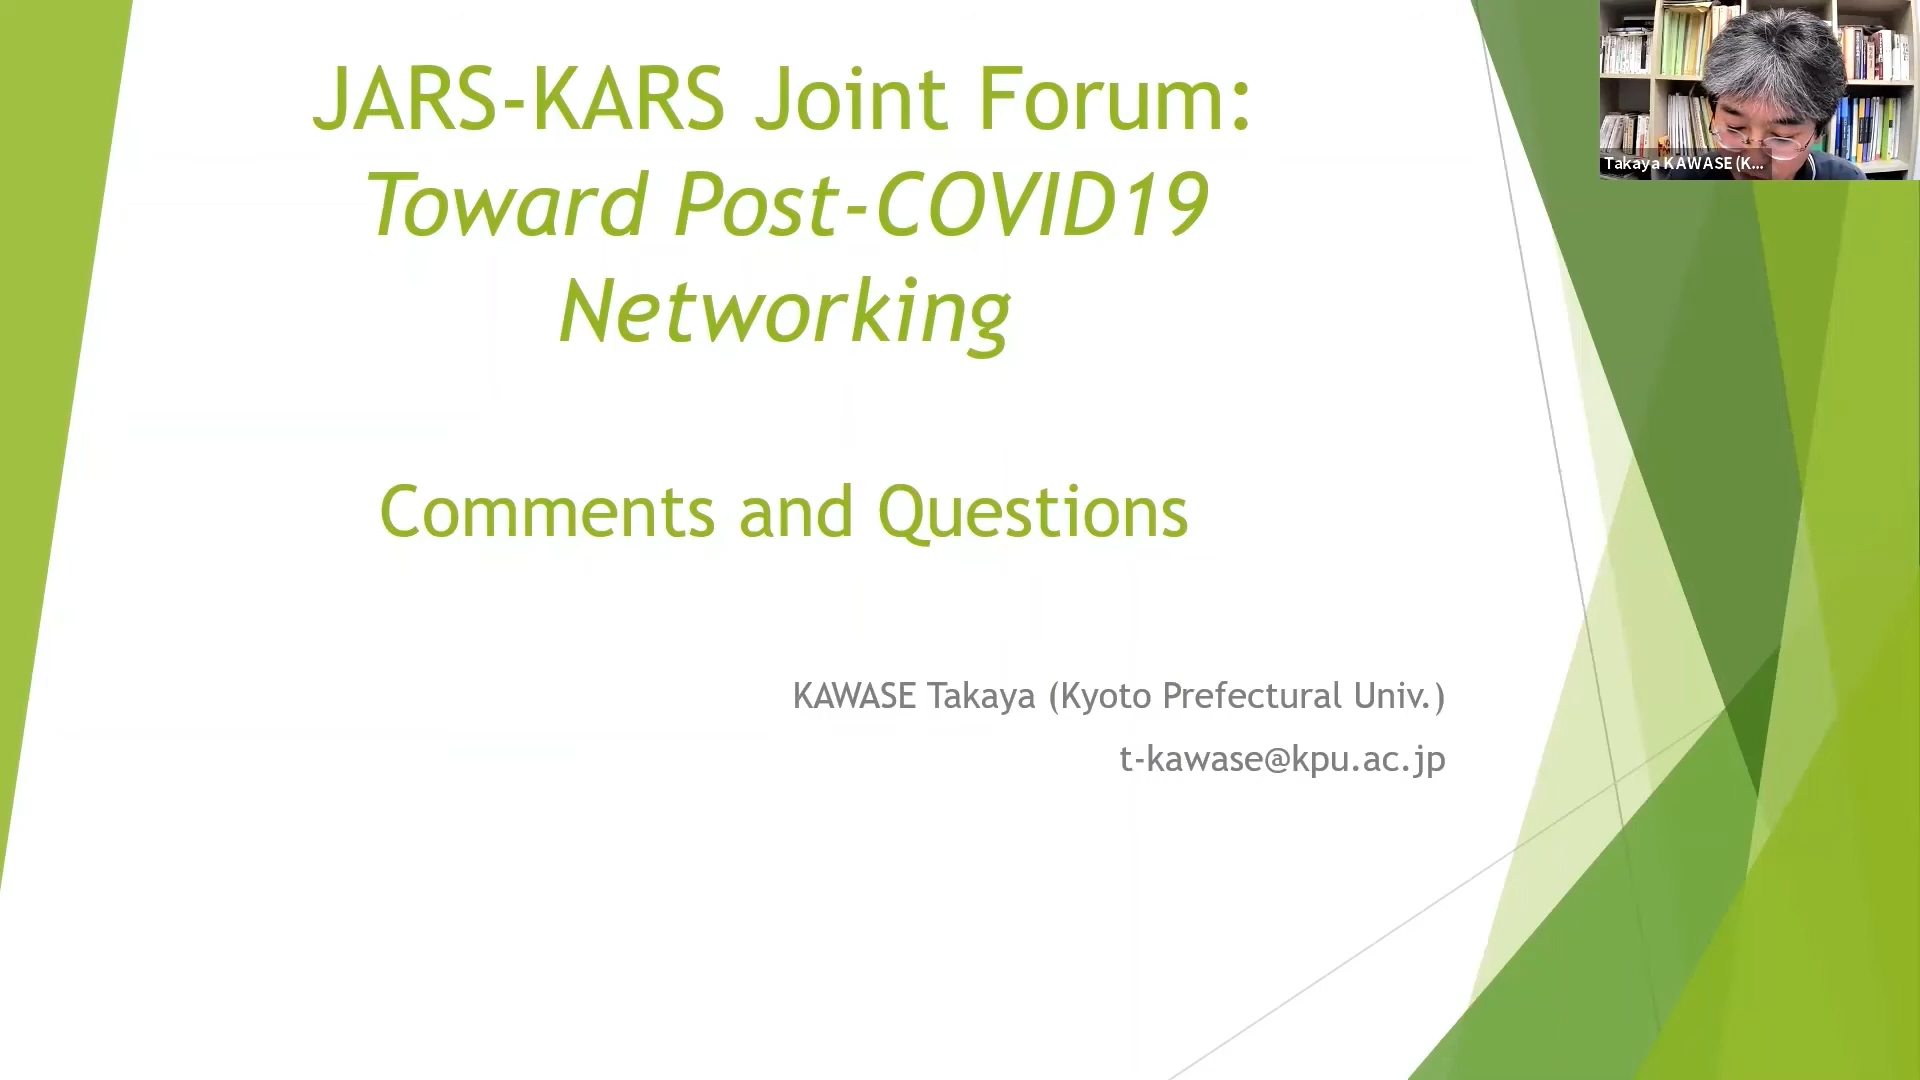 JARS-KARS Joint Forum:
Toward Post-COVID19
Networking
Comments and Questions
KAWASE Takaya (Kyoto Prefectural Univ.)
t-kawase@kpu.ac.jp
Takaya KAWASE (K...